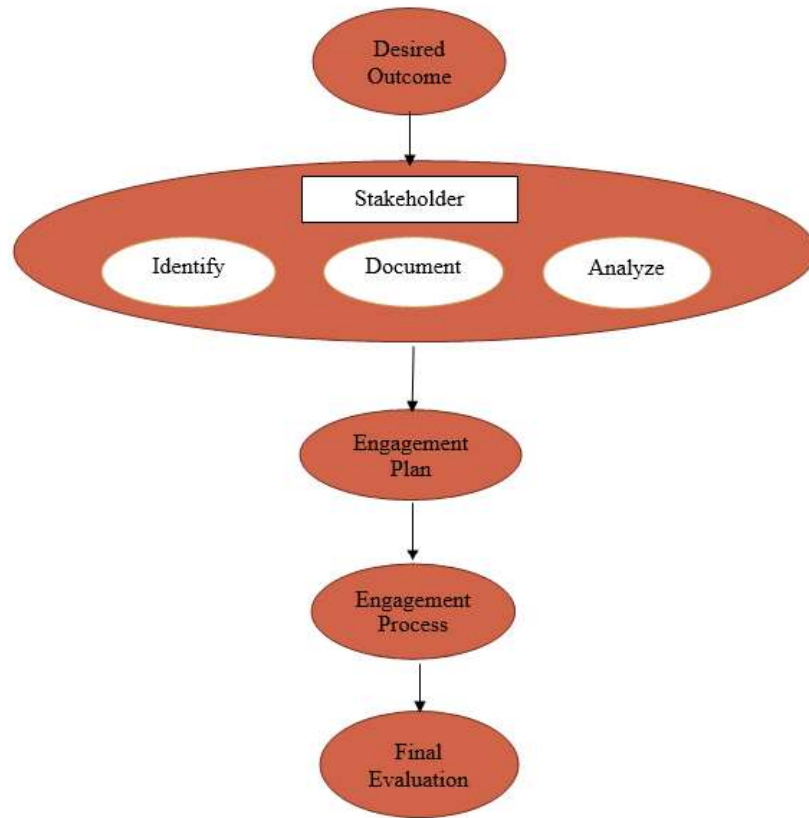 Desired
Outcome
Stakeholder
Identify
Document
Analyze
Engagement
Plan
Engagement
Process
Final
Evaluation